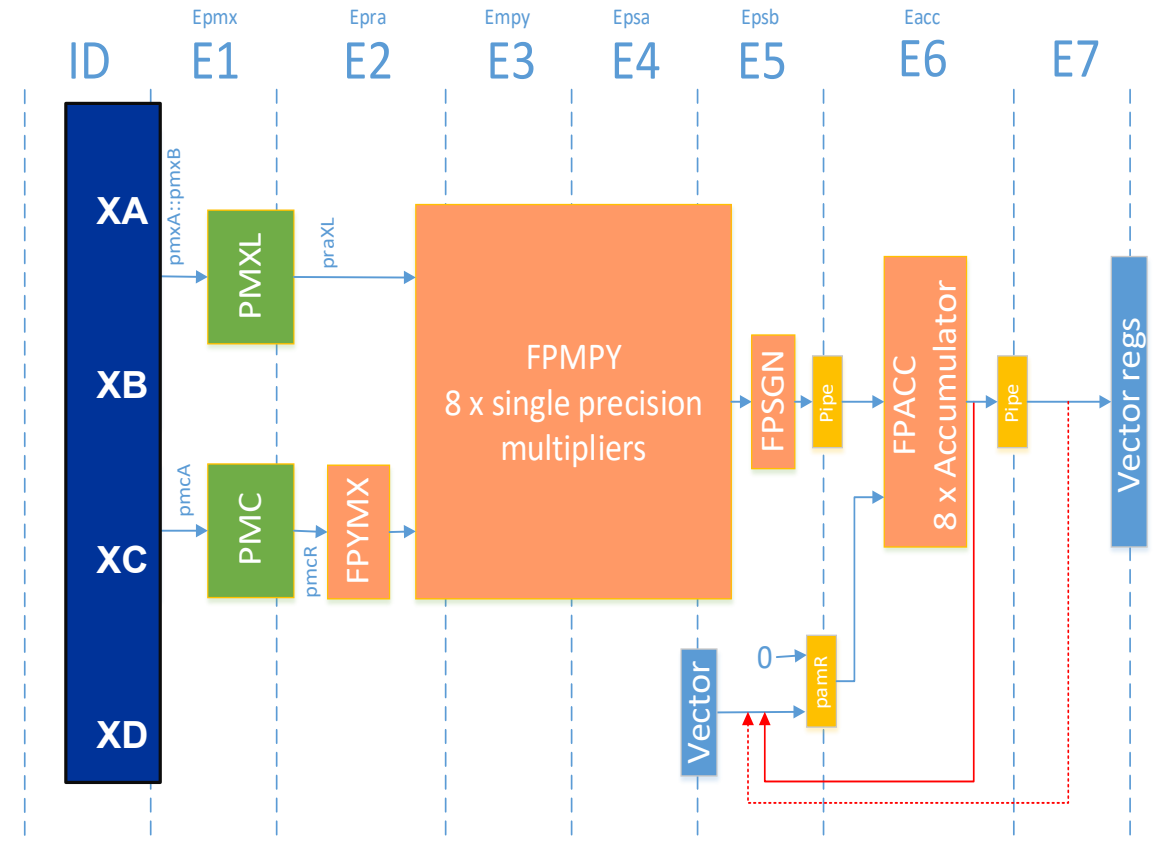 Epmx
Epra
Empy
Epsa
Epsb
Eacc
ID
E1
E2
E3
E4
E5
E6
E7
XA
XB
XC
XD
pmxA::pmxB
PMXL
praXL
pmcA
PMC
pmcR
FPYMX
FPMPY
8 x single precision
multipliers
FPSGN
Pipe
FPACC
8 x Accumulator
Pipe
Vector regs
0
pamR
Vector